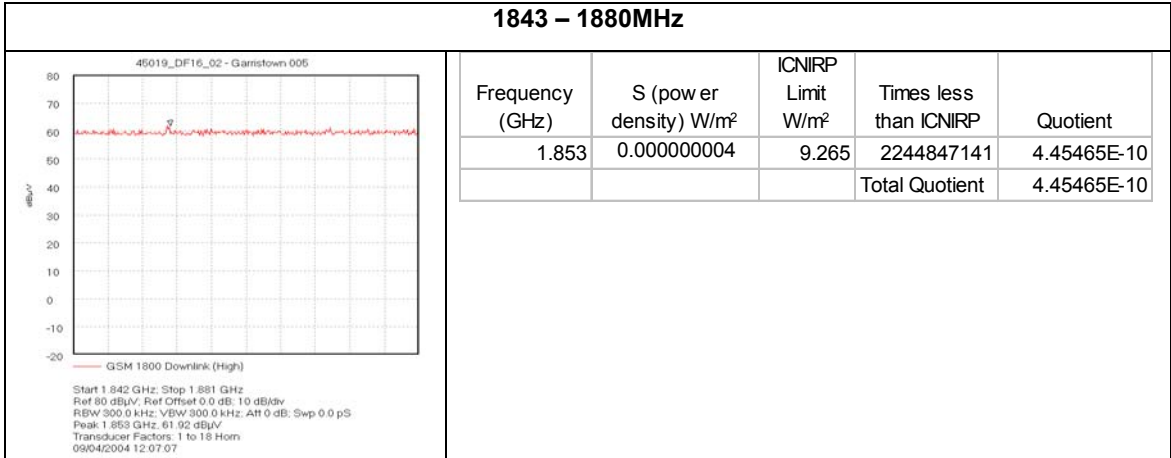 1843 – 1880MHz
45019_DF16_02 - Garristown 005
80
70
60
50
40
30
20
10
0
-10
-20
dBµV
GSM 1800 Downlink (High)
Start 1.842 GHz; Stop 1.881 GHz
Ref 80 dBµV; Ref Offset 0.0 dB; 10 dB/div
RBW 300.0 kHz; VBW 300.0 kHz; Att 0 dB; Swp 0.0 pS
Peak 1.853 GHz, 61.92 dBµV
Transducer Factors: 1 to 18 Horn
09/04/2004 12:07:07
Frequency (GHz) S (pow er density) W/m² ICNIRP Limit W/m² Times less than ICNIRP Quotient
1.853 0.000000004 9.265 2244847141 4.45465E-10
Total Quotient 4.45465E-10